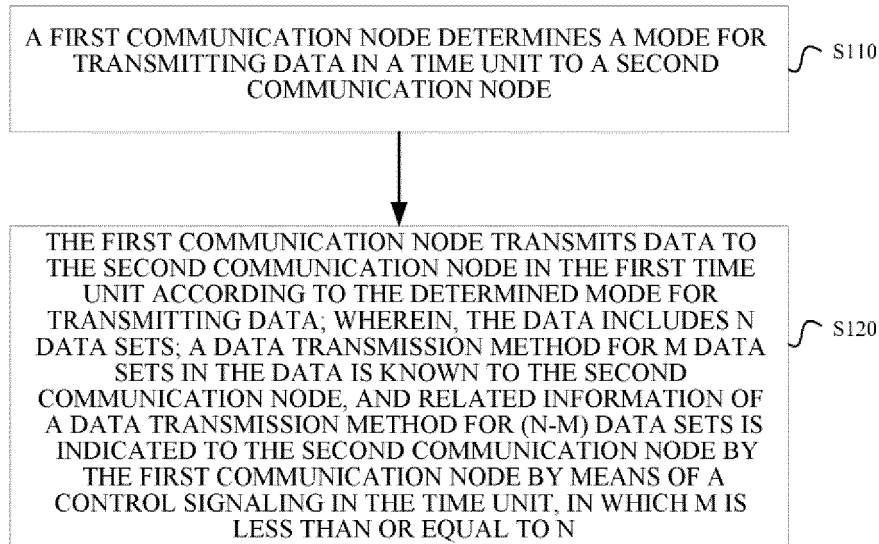 A FIRST COMMUNICATION NODE DETERMINES A MODE FOR
TRANSMITTING DATA IN A TIME UNIT TO A SECOND
COMMUNICATION NODE
S110
THE FIRST COMMUNICATION NODE TRANSMITS DATA TO
THE SECOND COMMUNICATION NODE IN THE FIRST TIME
UNIT ACCORDING TO THE DETERMINED MODE FOR
TRANSMITTING DATA; WHEREIN, THE DATA INCLUDES N
DATA SETS; A DATA TRANSMISSION METHOD FOR M DATA
SETS IN THE DATA IS KNOWN TO THE SECOND
COMMUNICATION NODE, AND RELATED INFORMATION OF
A DATA TRANSMISSION METHOD FOR (N-M) DATA SETS IS
INDICATED TO THE SECOND COMMUNICATION NODE BY
THE FIRST COMMUNICATION NODE BY MEANS OF A
CONTROL SIGNALING IN THE TIME UNIT, IN WHICH M IS
LESS THAN OR EQUAL TO N
S120